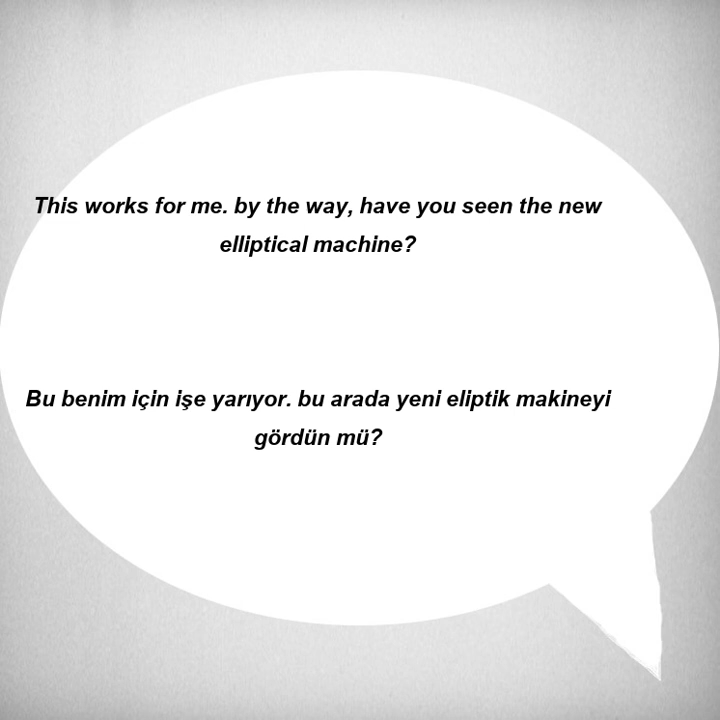 This works for me. by the way, have you seen the new
elliptical machine?
Bu benim için işe yarıyor. bu arada yeni eliptik makineyi
gördün mü?